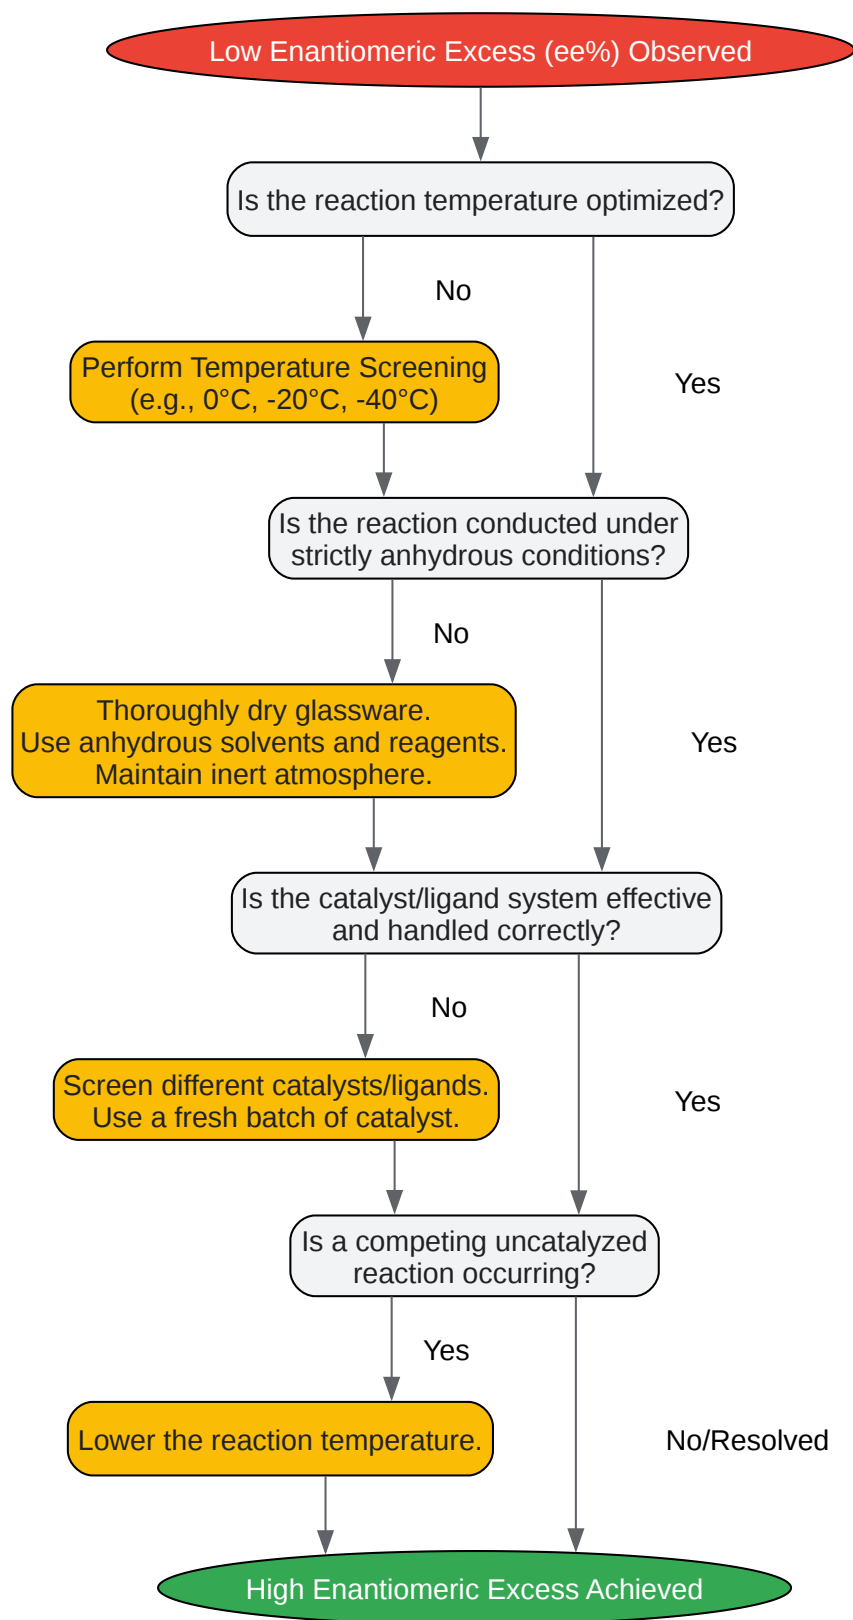 Low Enantiomeric Excess (ee%) Observed
Is the reaction temperature optimized?
No
Perform Temperature Screening
(e.g., 0°C, -20°C, -40°C)
Yes
Is the reaction conducted under
strictly anhydrous conditions?
No
Thoroughly dry glassware.
Use anhydrous solvents and reagents.
Maintain inert atmosphere.
Yes
Is the catalyst/ligand system effective
and handled correctly?
No
Screen different catalysts/ligands.
Use a fresh batch of catalyst.
Yes
Is a competing uncatalyzed
reaction occurring?
Yes
Lower the reaction temperature.
No/Resolved
High Enantiomeric Excess Achieved